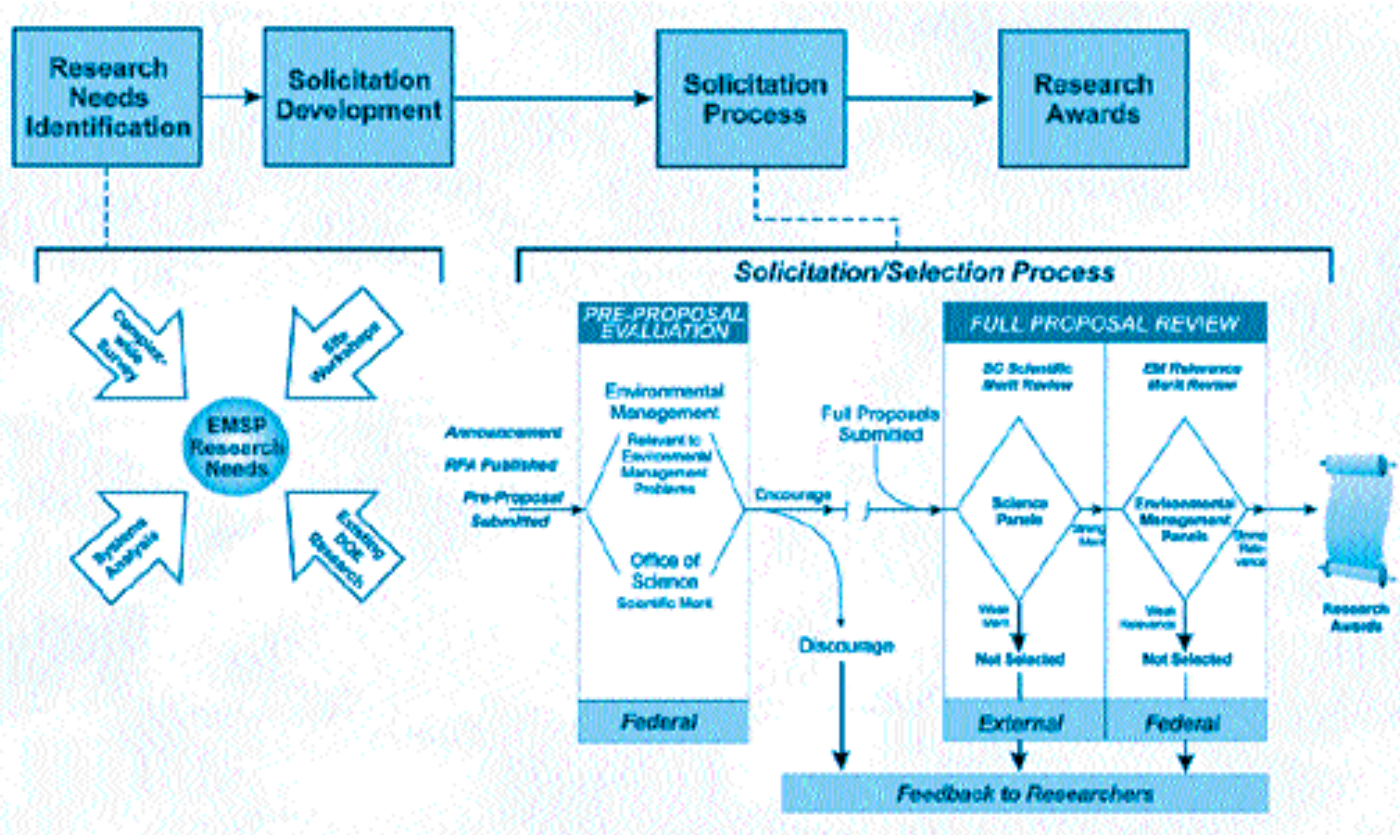 Research
Needs
Identification
Solicitation
Development
Solicitation
Process
Research
Awards
Complex-
wide
Survey
Site
Workshops
EMSP
Research
Needs
Systems
Analysis
Existing
DOE
Research
Solicitation/Selection Process
PRE-PROPOSAL
EVALUATION
Environmental
Management
Relevant to
Environmental
Management
Problems
Office of
Science
Scientific Merit
Federal
Announcement
RFA Published
Pre-Proposal
Submitted
Encourage
Discourage
Full Proposals
Submitted
FULL PROPOSAL REVIEW
SC Scientific
Merit Review
Science
Panels
Strong
Merit
Weak
Merit
Not Selected
External
EM Relevance
Merit Review
Environmental
Management
Panels
Strong
Rele-
vance
Weak
Relevance
Not Selected
Federal
Research
Awards
Feedback to Researchers